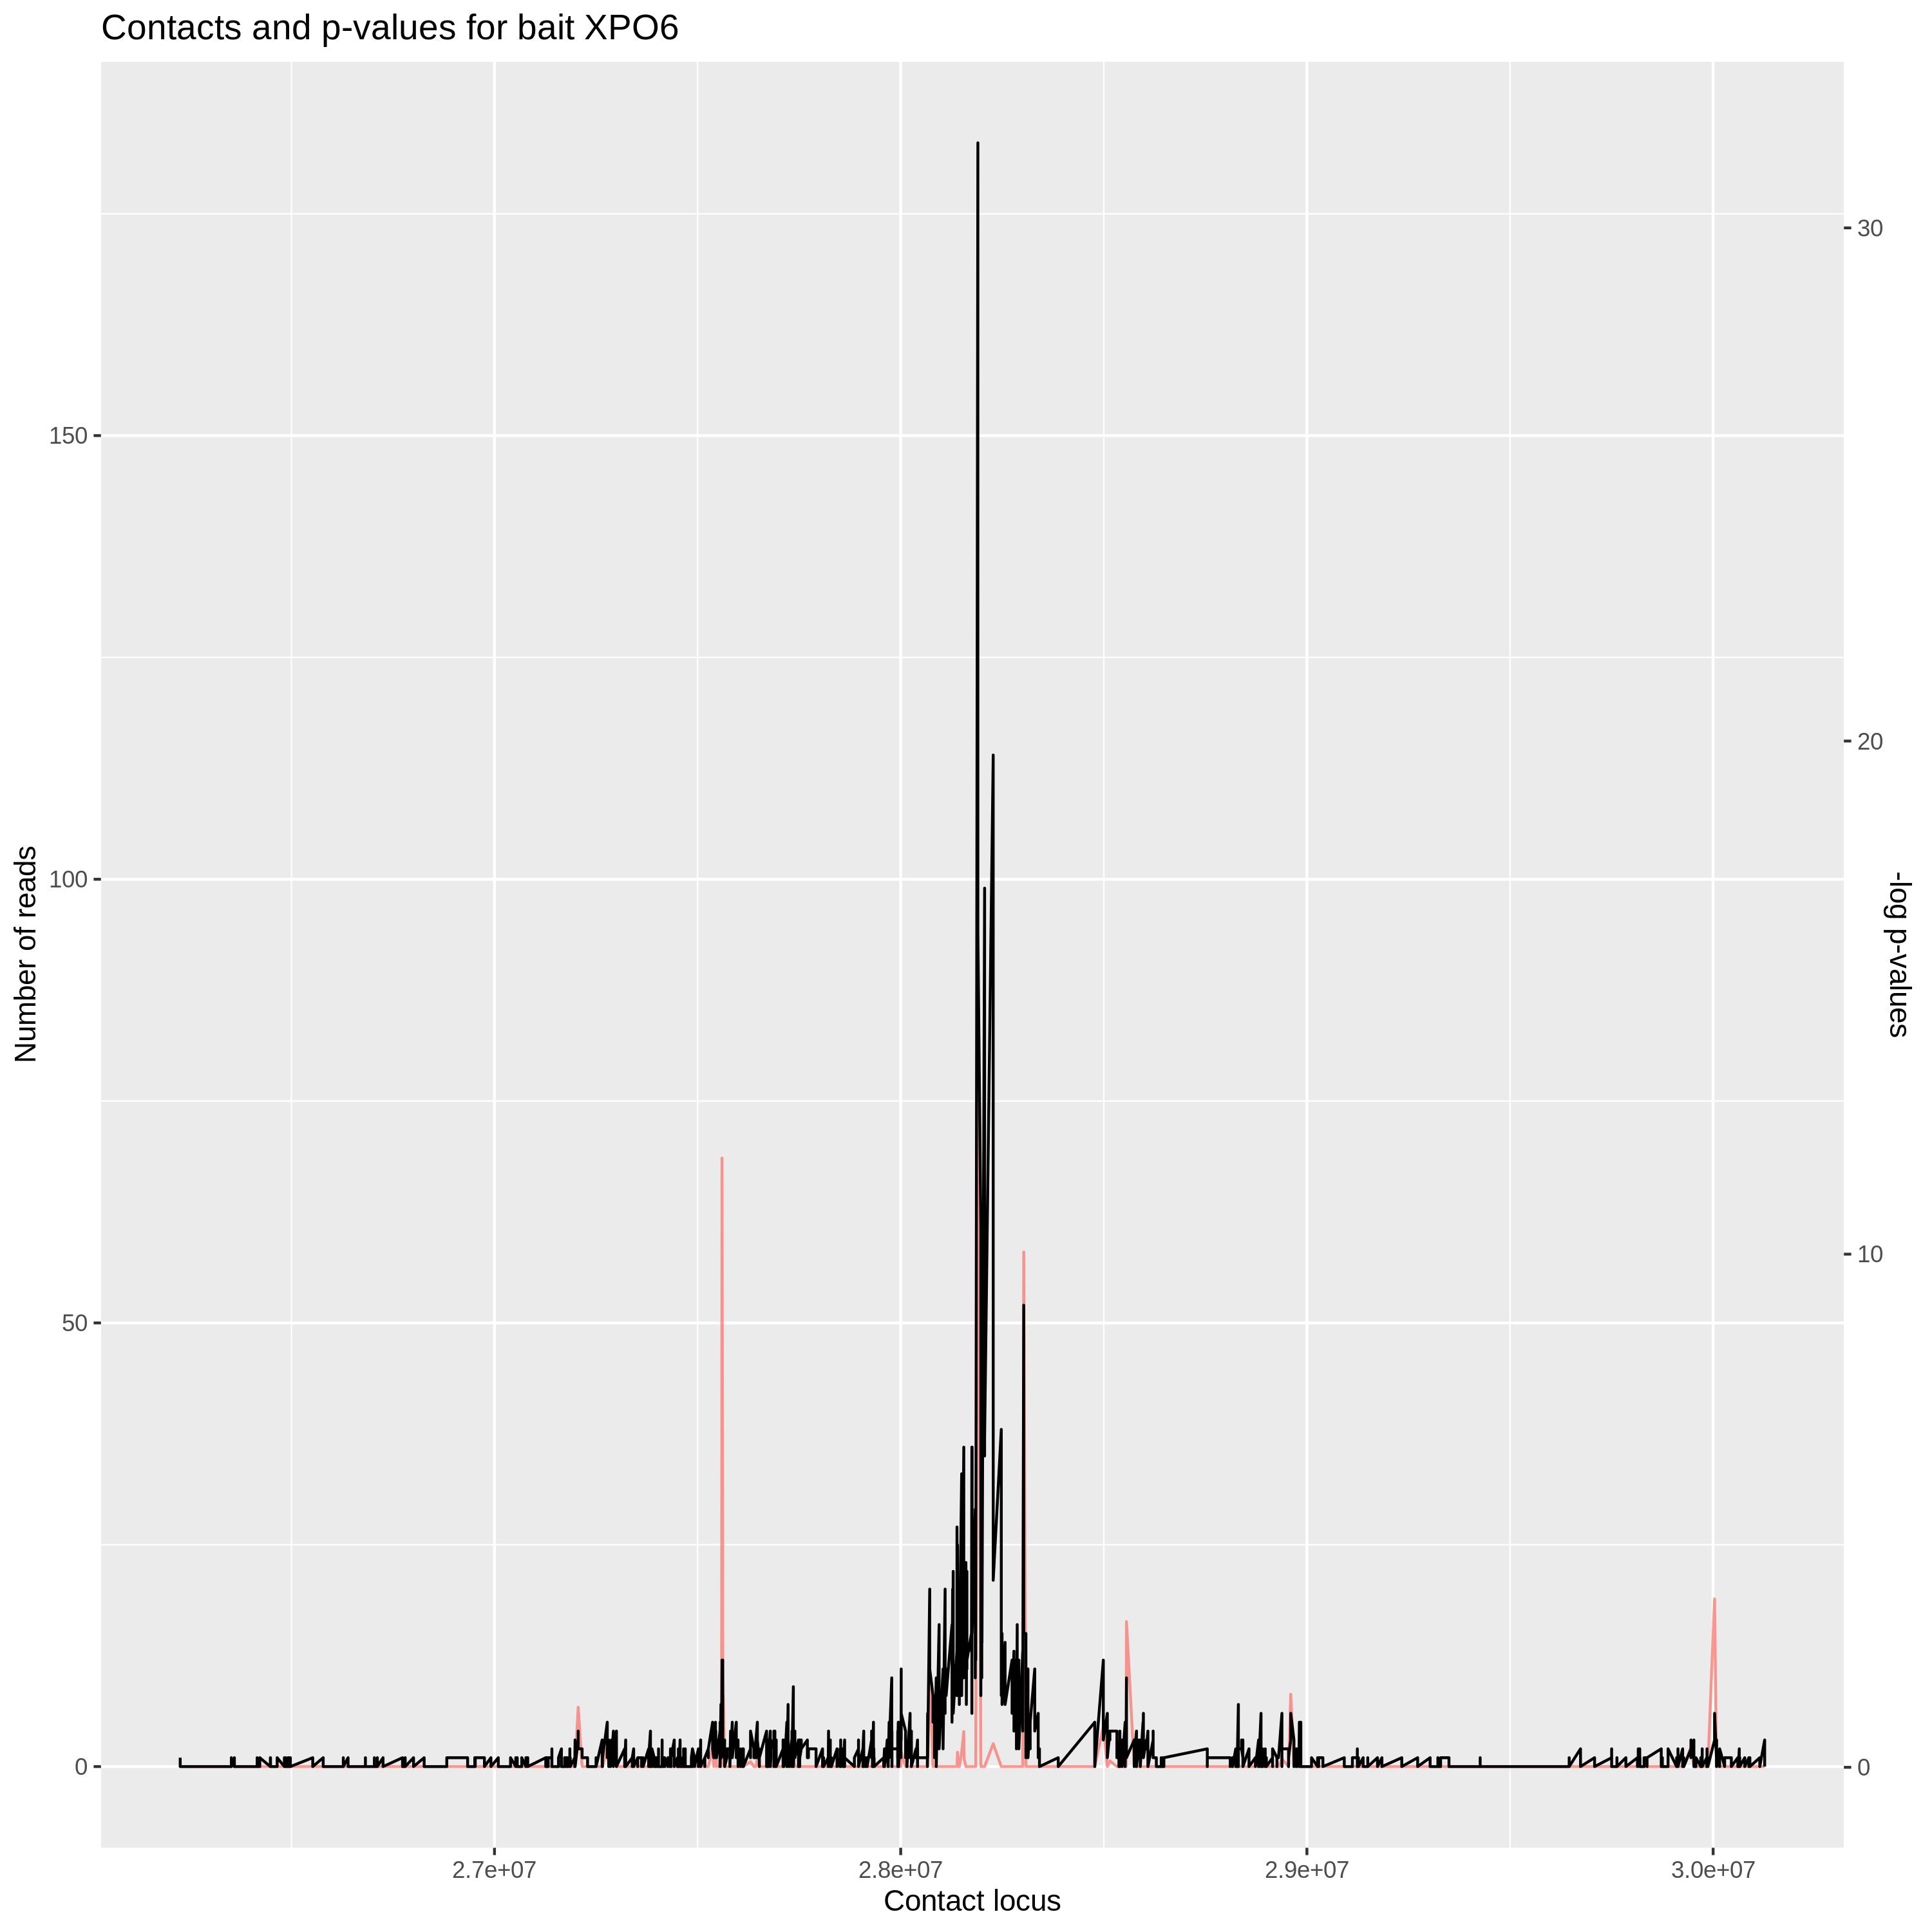 Contacts and p-values for bait XPO6
Number of reads
150
100
50
0
30
20
10
0
-log p-values
2.7e+07
2.8e+07
2.9e+07
3.0e+07
Contact locus